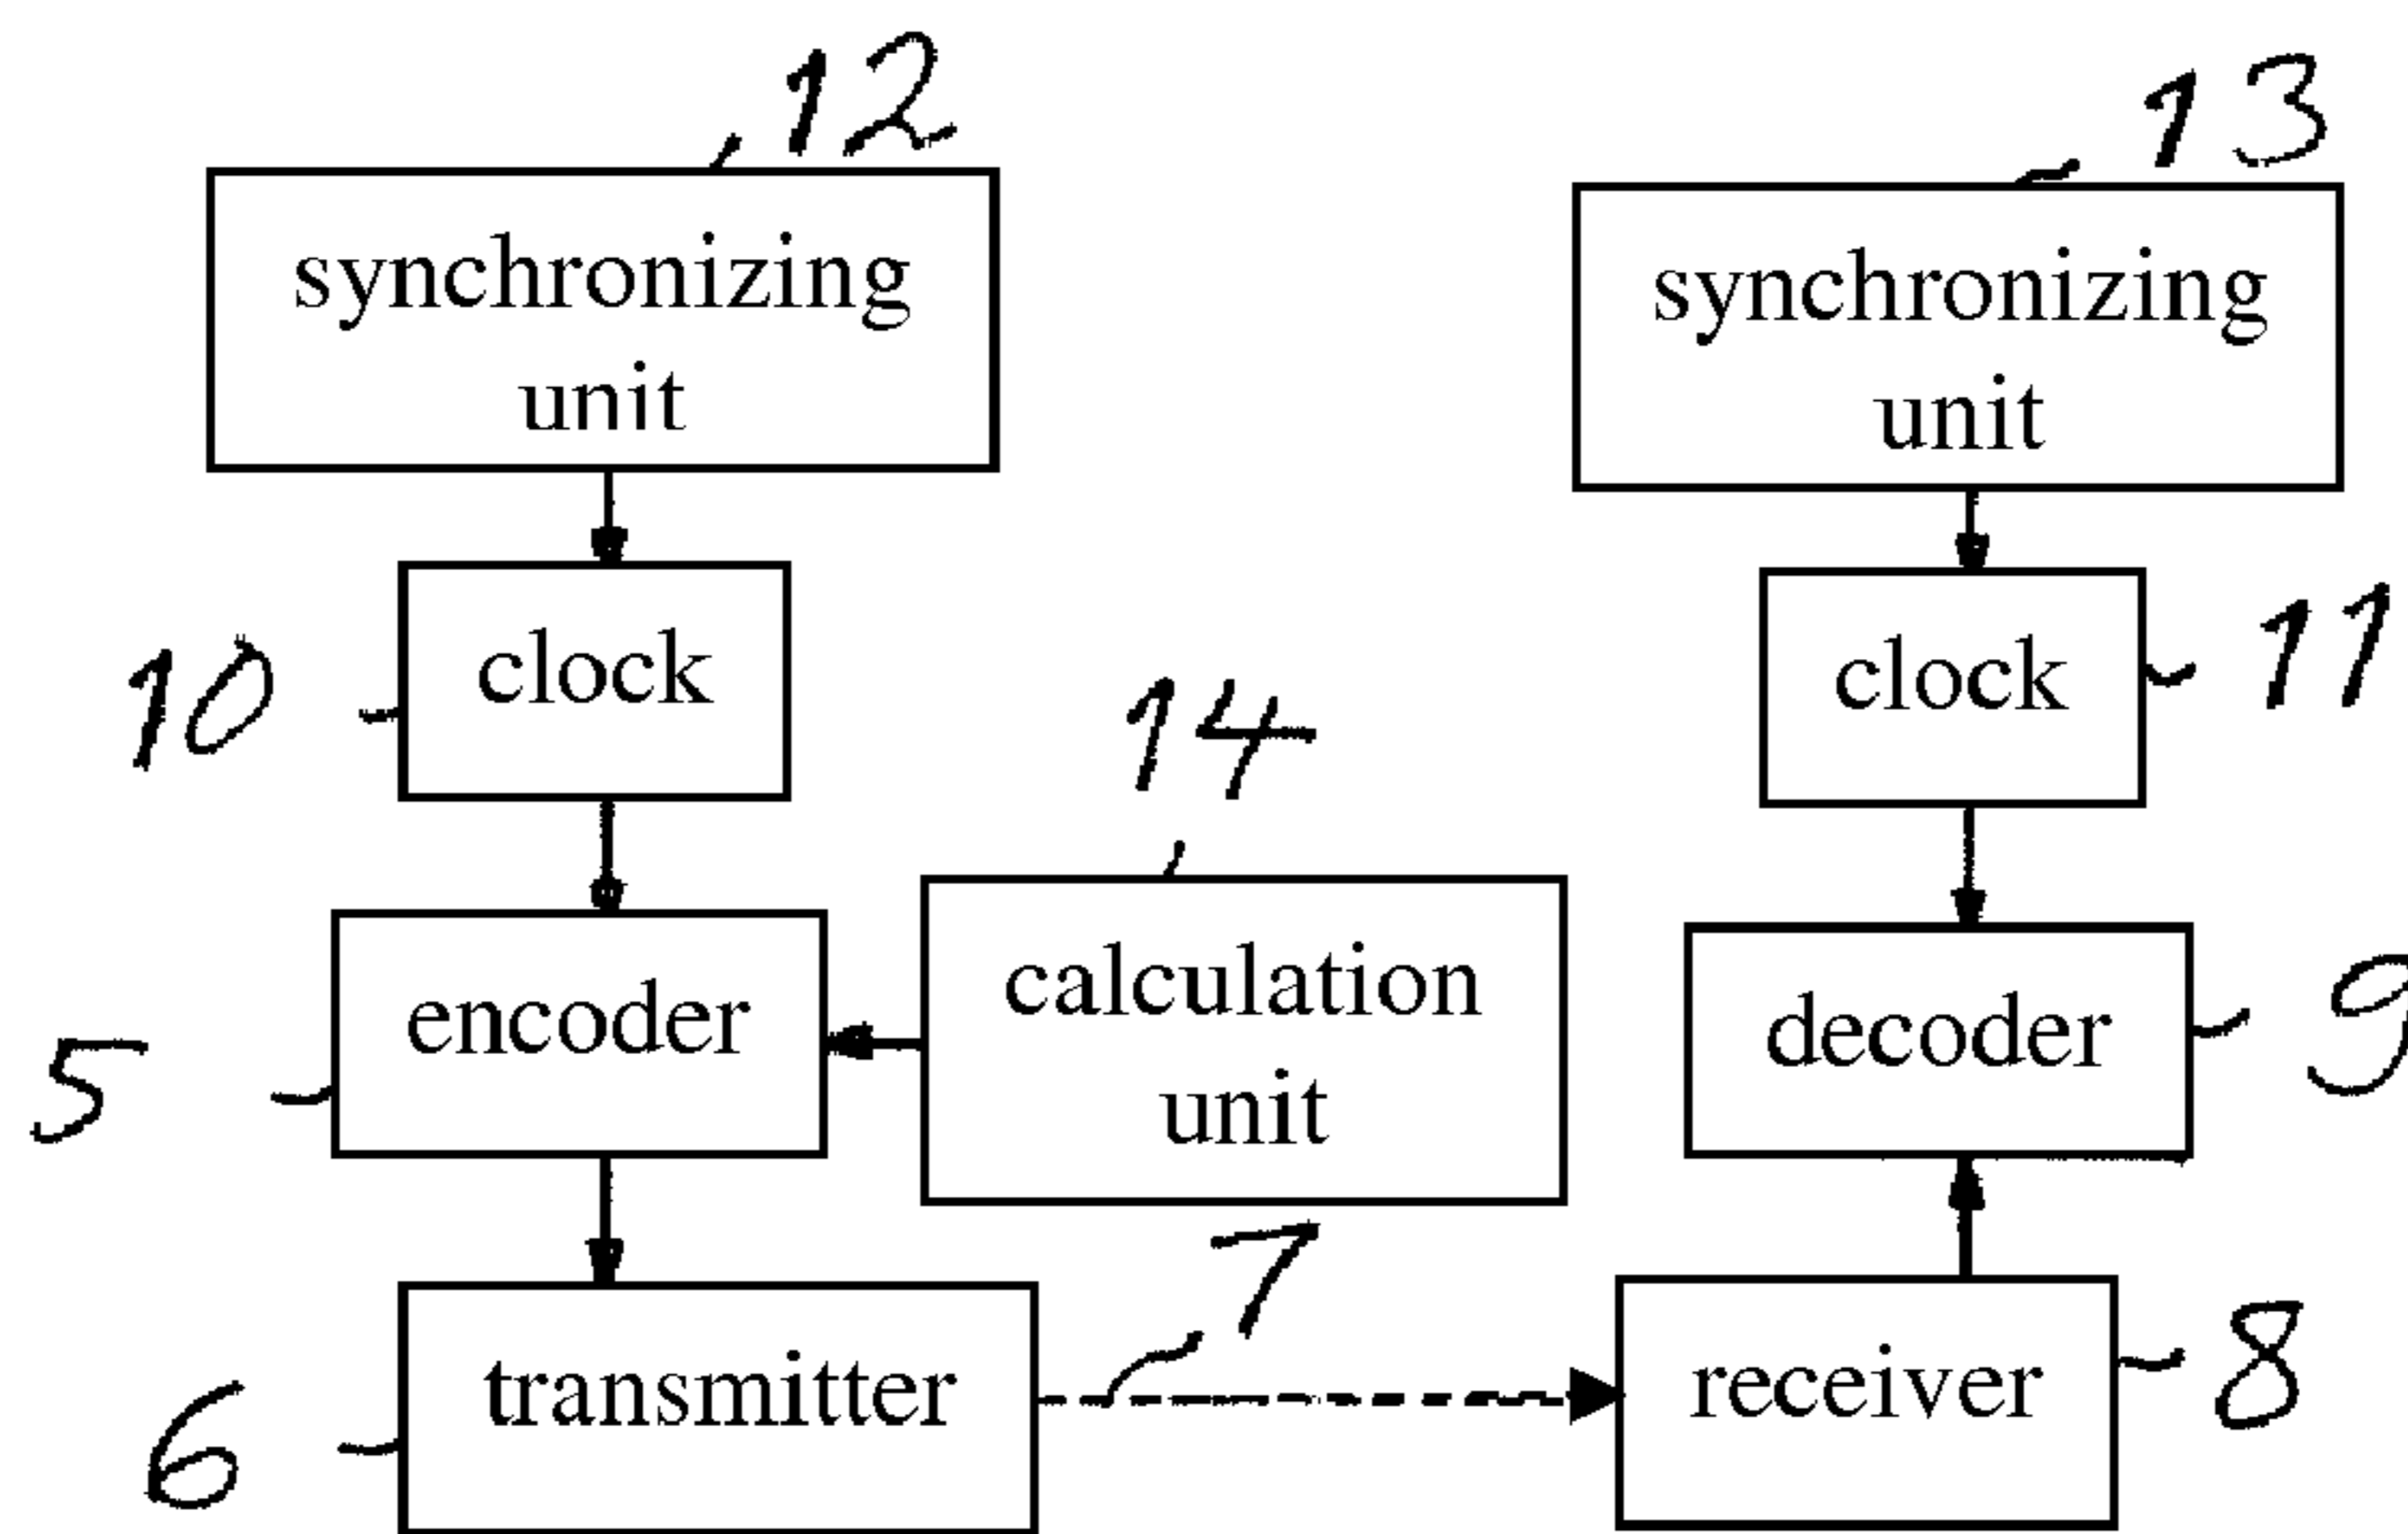 12
13
synchronizing
unit
synchronizing
unit
10
clock
clock
11
14
5
encoder
calculation
unit
decoder
9
7
6
transmitter
receiver
8